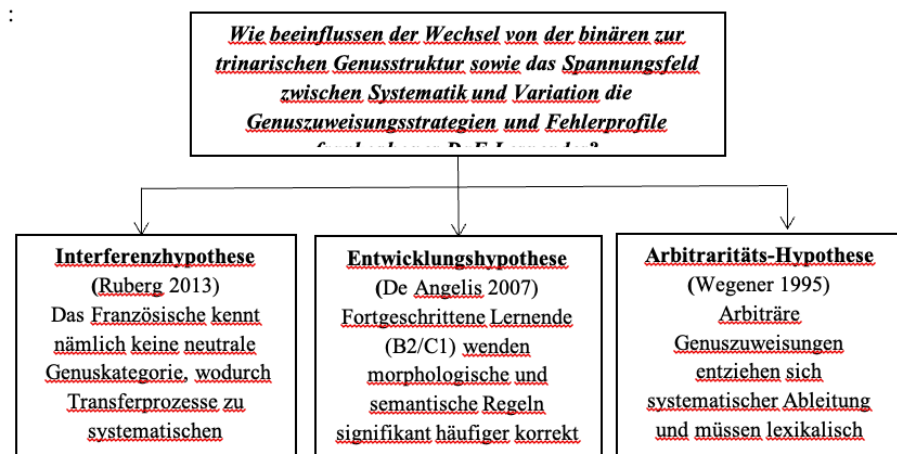 :
Wie beeinflussen der Wechsel von der binären zur
trinarischen Genusstruktur sowie das Spannungsfeld
zwischen Systematik und Variation die
Genuszuweisungsstrategien und Fehlerprofile
Interferenzhypothese
(Ruberg 2013)
Das Französische kennt
nämlich keine neutrale
Genuskategorie, wodurch
Transferprozesse zu
systematischen
Entwicklungshypothese
(De Angelis 2007)
Fortgeschrittene Lernende
(B2/C1) wenden
morphologische und
semantische Regeln
signifikant häufiger korrekt
Arbitraritäts-Hypothese
(Wegener 1995)
Arbiträre
Genuszuweisungen
entziehen sich
systematischer Ableitung
und müssen lexikalisch